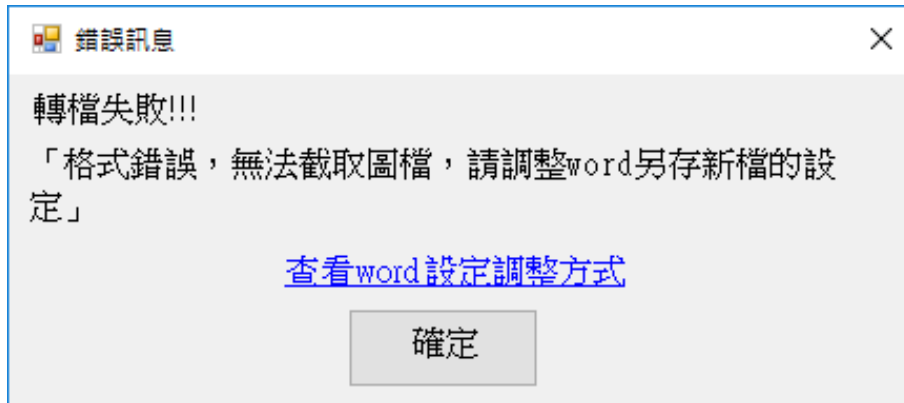 錯誤訊息
轉檔失敗!!!
「格式錯誤，無法截取圖檔，請調整word另存新檔的設
定」
查看word設定調整方式
確定